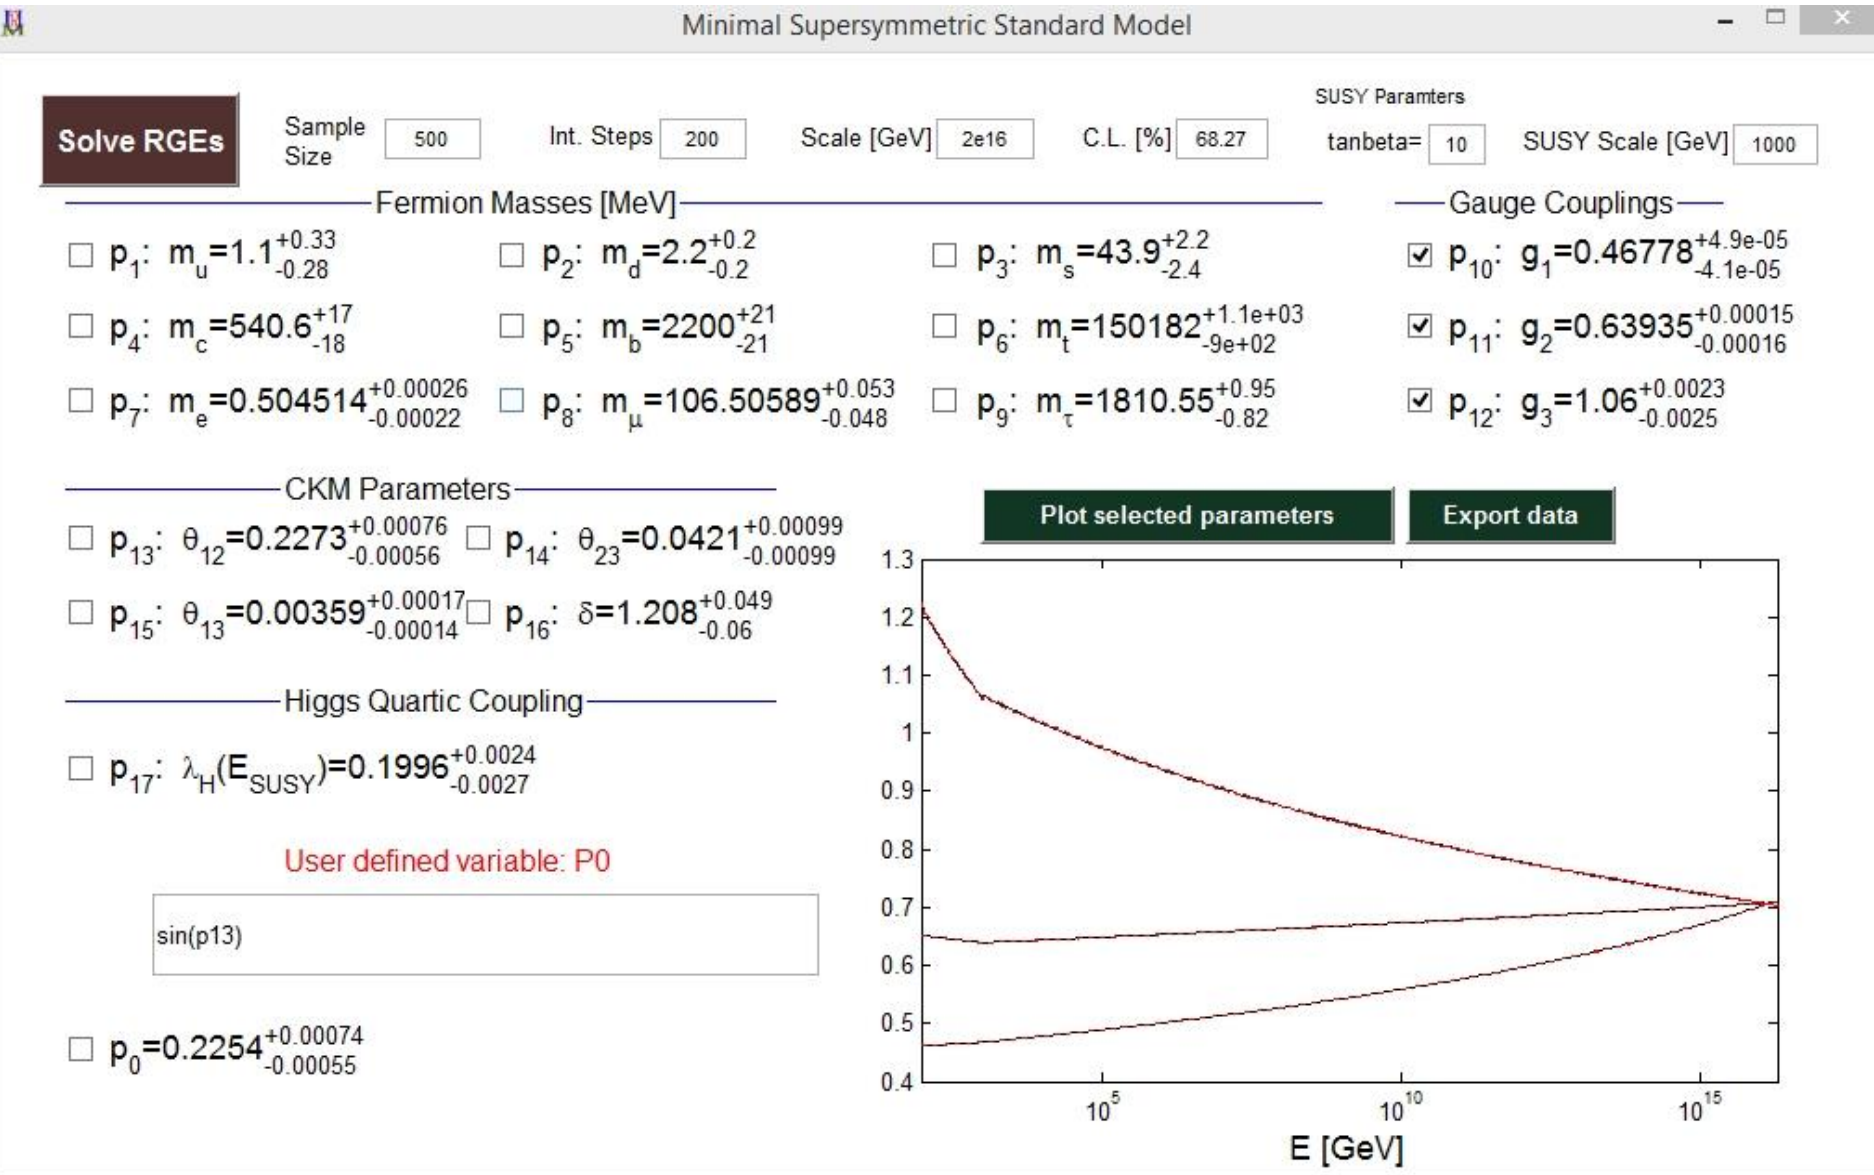 Minimal Supersymmetric Standard Model
SUSY Paramters
Solve RGEs Sample Size 500 Int. Steps 200 Scale [GeV] 2e16 C.L. [%] 68.27 tanbeta= 10 SUSY Scale [GeV] 1000
Fermion Masses [MeV] Gauge Couplings
p1: mu=1.1+0.33-0.28 p2: md=2.2+0.2-0.2 p3: ms=43.9+2.2-2.4 p10: g1=0.46778+4.9e-05-4.1e-05
p4: mc=540.6+17-18 p5: mb=2200+21-21 p6: mt=150182+1.1e+03-9e+02 p11: g2=0.63935+0.00015-0.00016
p7: me=0.504514+0.00026-0.00022 p8: mμ=106.50589+0.053-0.048 p9: mτ=1810.55+0.95-0.82 p12: g3=1.06+0.0023-0.0025
CKM Parameters
p13: θ12=0.2273+0.00076-0.00056 p14: θ23=0.0421+0.00099-0.00099
p15: θ13=0.00359+0.00017-0.00014 p16: δ=1.208+0.049-0.06
Higgs Quartic Coupling
p17: λH(ESUSY)=0.1996+0.0024-0.0027
User defined variable: P0
sin(p13)
p0=0.2254+0.00074-0.00055
Plot selected parameters Export data
1.3
1.2
1.1
1
0.9
0.8
0.7
0.6
0.5
0.4
10^5 10^10 10^15
E [GeV]